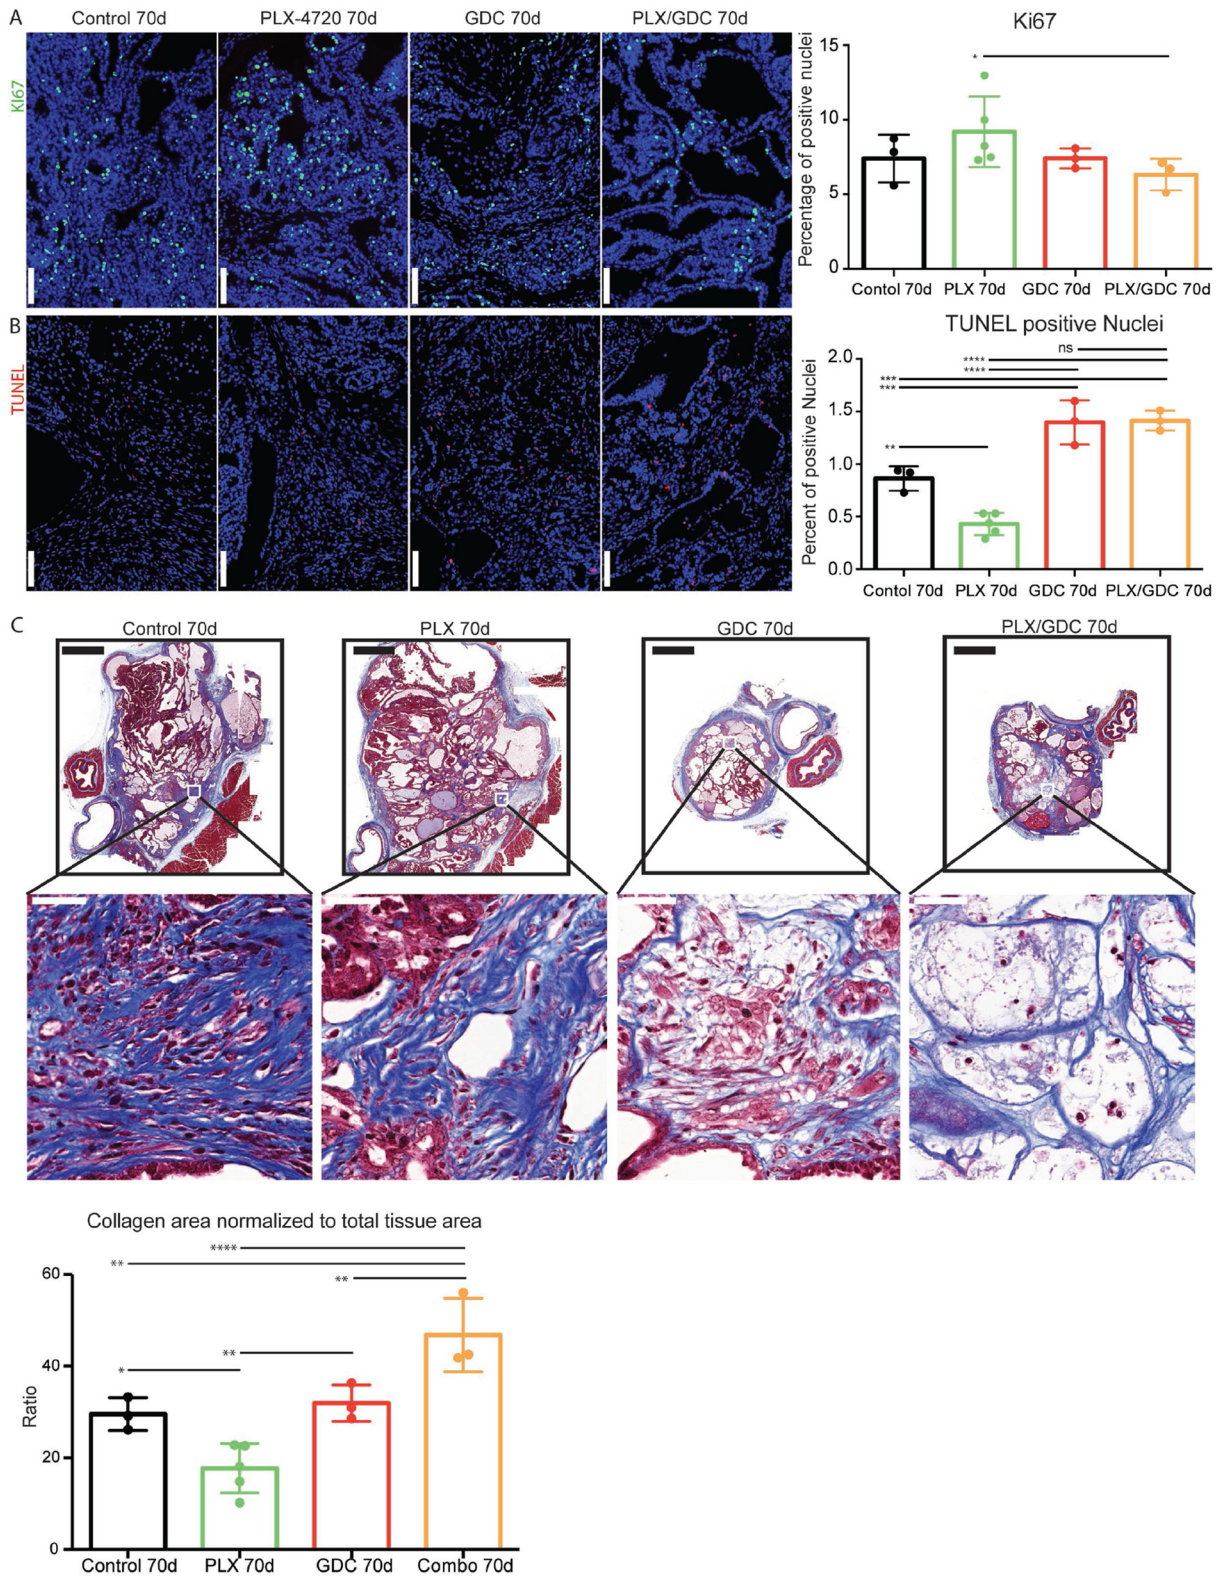 A
Control 70d
PLX-4720 70d
GDC 70d
PLX/GDC 70d
KI67
Ki67
Percentage of positive nuclei
15
10
5
0
*
Contol 70d
PLX 70d
GDC 70d
PLX/GDC 70d
B
TUNEL
TUNEL positive Nuclei
Percent of positive Nuclei
2.0
1.5
1.0
0.5
0.0
ns
****
****
***
***
**
Contol 70d
PLX 70d
GDC 70d
PLX/GDC 70d
C
Control 70d
PLX 70d
GDC 70d
PLX/GDC 70d
Collagen area normalized to total tissue area
****
**
**
**
*
Ratio
60
40
20
0
Control 70d
PLX 70d
GDC 70d
Combo 70d